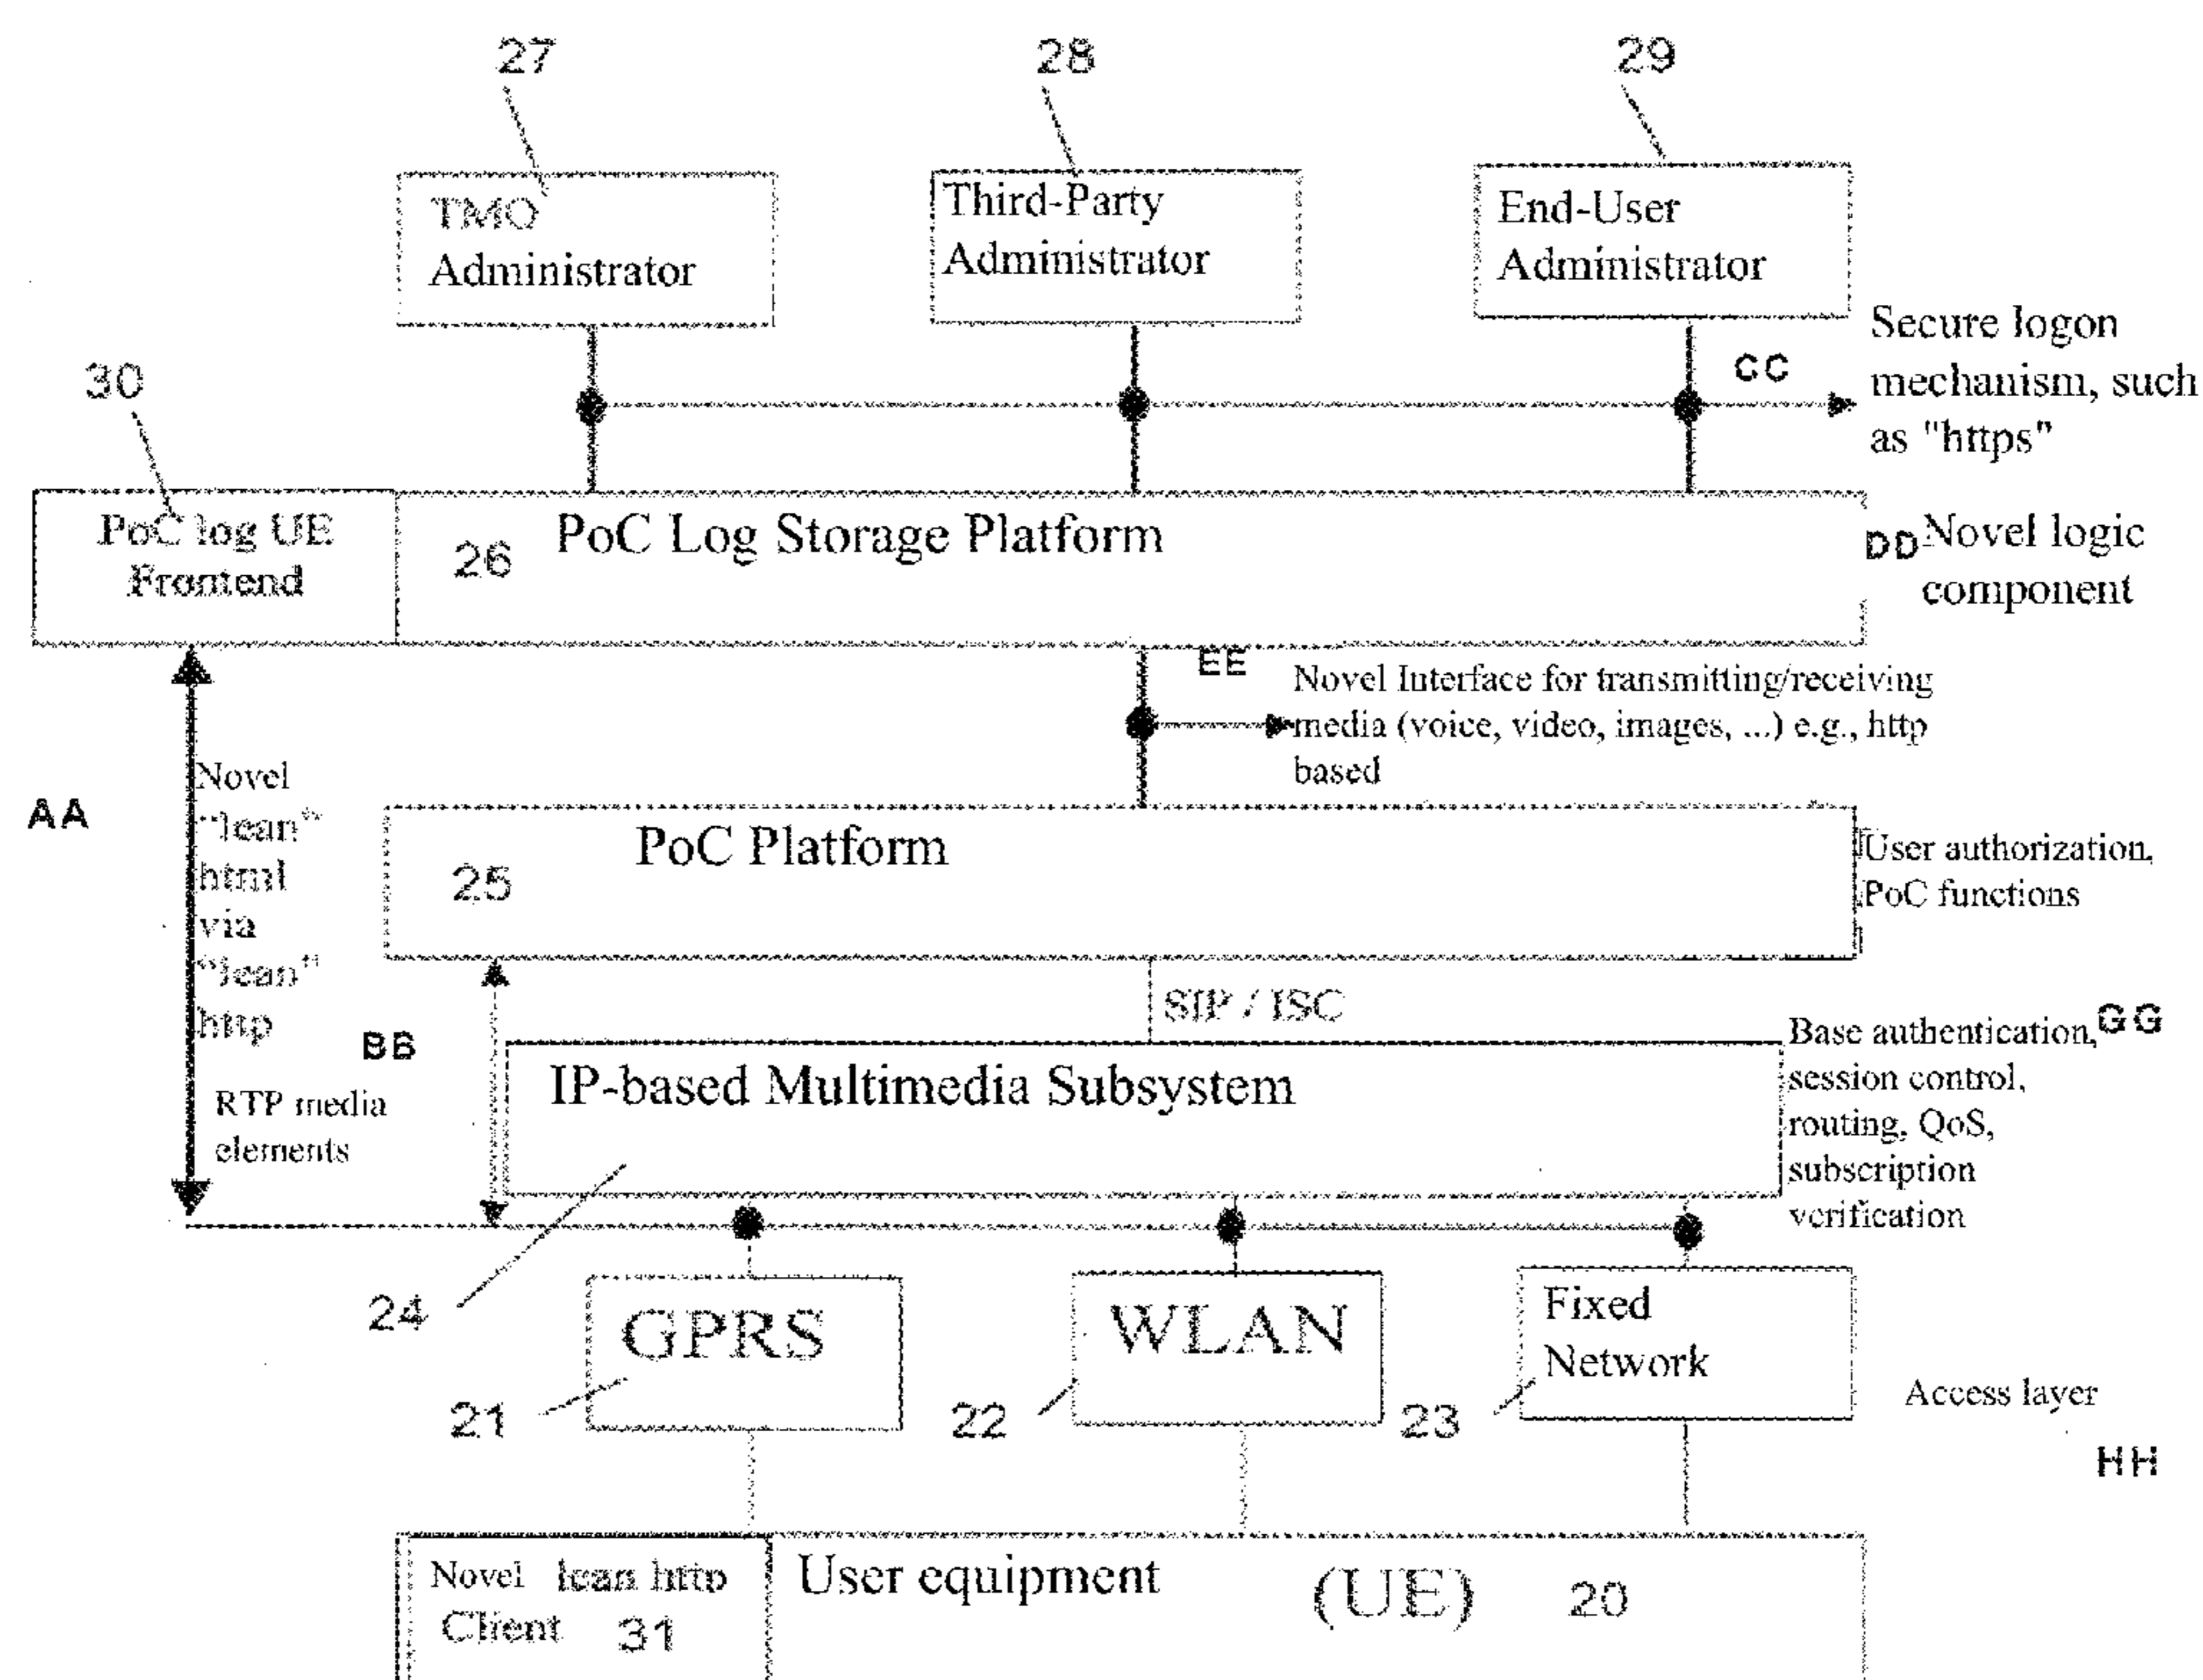 27
28
29
TMO
Administrator
Third-Party
Administrator
End-User
Administrator
CC
Secure logon
mechanism, such
as "https"
30
PoC log UE
Frontend
26
PoC Log Storage Platform
DD
Novel logic
component
EE
Novel Interface for transmitting/receiving
media (voice, video, images, ...) e.g., http
based
AA
Novel
"lean"
html
via
"lean"
http
25
PoC Platform
User authorization,
PoC functions
SIP / ISC
BB
RTP media
elements
IP-based Multimedia Subsystem
GG
Base authentication,
session control,
routing, QoS,
subscription
verification
24
GPRS
WLAN
Fixed
Network
21
22
23
Access layer
HH
Novel lean http
Client 31
User equipment (UE) 20